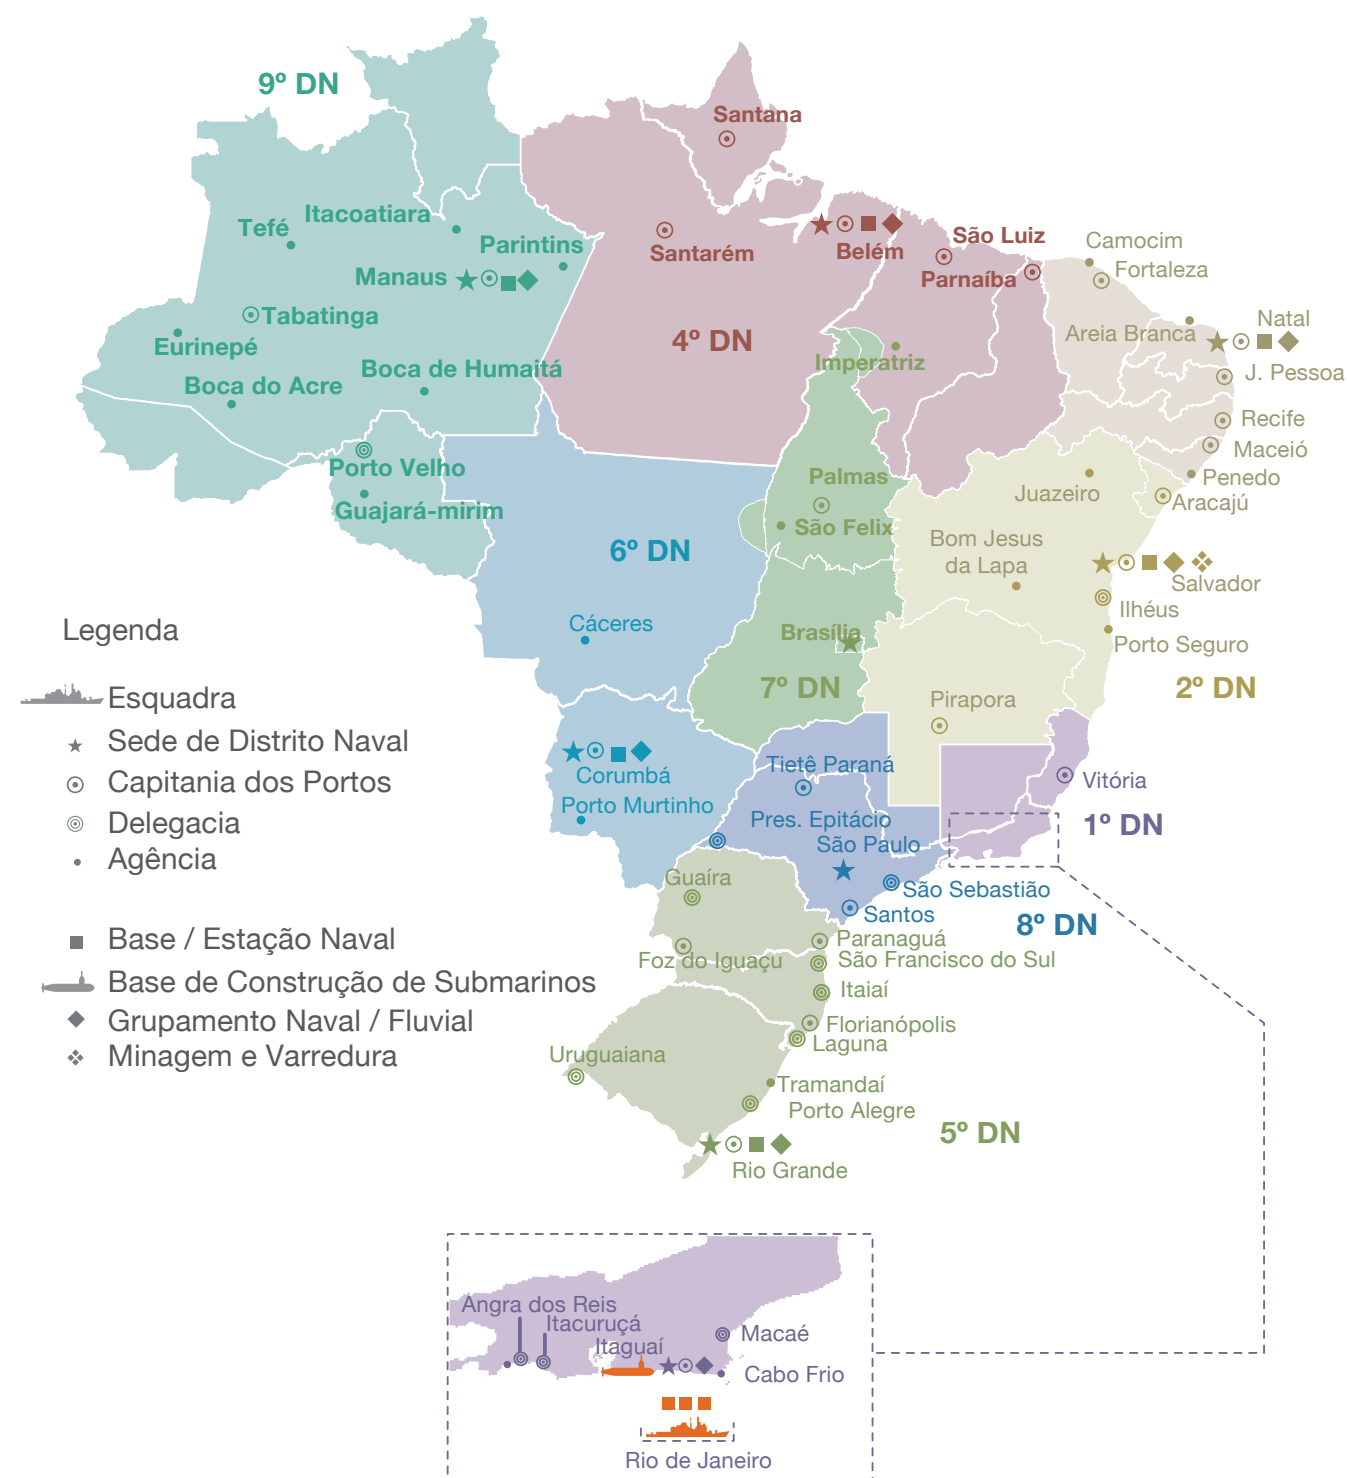 9º DN
Santana
Itacoatiara
Tefé
Parintins
Manaus
Tabatinga
Eurinepé
Boca do Acre
Boca de Humaitá
Porto Velho
Guajará-mirim
Santarém
Belém
São Luiz
Parnaíba
4º DN
Imperatriz
Camocim
Fortaleza
Areia Branca
Natal
J. Pessoa
Recife
Maceió
Penedo
Aracajú
Juazeiro
Bom Jesus
da Lapa
Salvador
Ilhéus
Porto Seguro
2º DN
Pirapora
Palmas
São Felix
Brasília
7º DN
6º DN
Cáceres
Corumbá
Porto Murtinho
Tietê Paraná
Pres. Epitácio
São Paulo
São Sebastião
Santos
8º DN
Vitória
1º DN
Guaíra
Foz do Iguaçu
Paranaguá
São Francisco do Sul
Itaiaí
Florianópolis
Laguna
Uruguaiana
Tramandaí
Porto Alegre
Rio Grande
5º DN
Legenda
Esquadra
Sede de Distrito Naval
Capitania dos Portos
Delegacia
Agência
Base / Estação Naval
Base de Construção de Submarinos
Grupamento Naval / Fluvial
Minagem e Varredura
Angra dos Reis
Itacuruçá
Itaguaí
Macaé
Cabo Frio
Rio de Janeiro